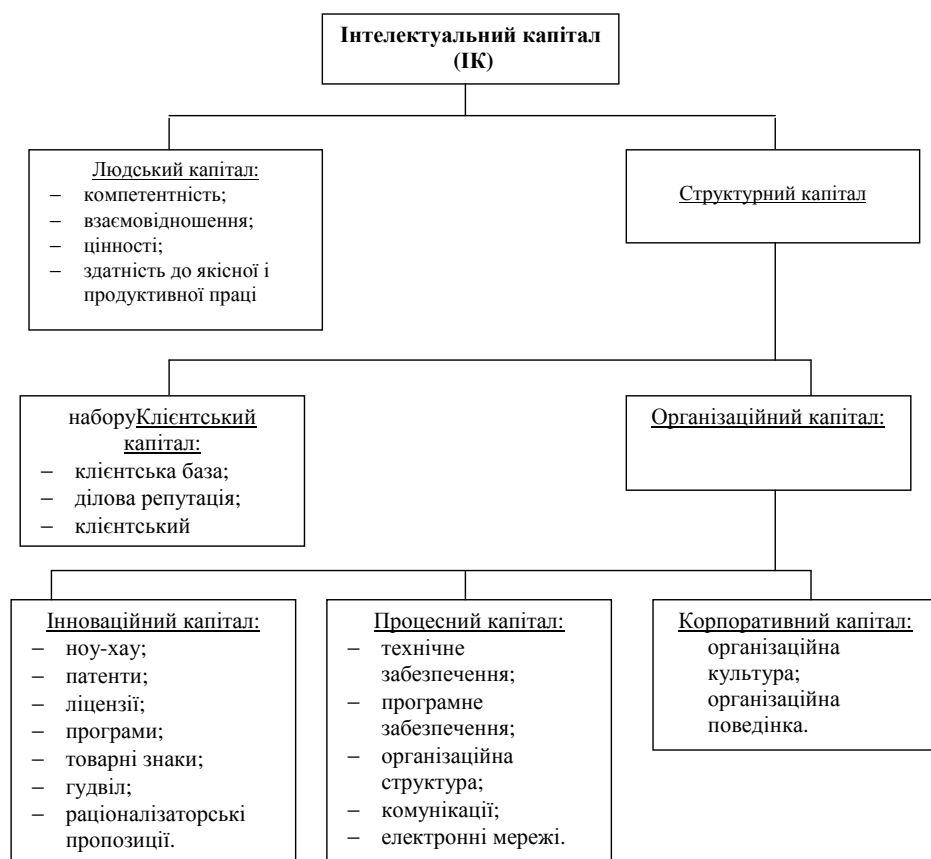 Інтелектуальний капітал
(ІК)
Людський капітал:
– компетентність;
– взаємовідношення;
– цінності;
– здатність до якісної і
продуктивної праці
Структурний капітал
наборуКлієнтський
капітал:
– клієнтська база;
– ділова репутація;
– клієнтський
Організаційний капітал:
Інноваційний капітал:
– ноу-хау;
– патенти;
– ліцензії;
– програми;
– товарні знаки;
– гудвіл;
– раціоналізаторські
пропозиції.
Процесний капітал:
– технічне
забезпечення;
– програмне
забезпечення;
– організаційна
структура;
– комунікації;
– електронні мережі.
Корпоративний капітал:
організаційна
культура;
організаційна
поведінка.